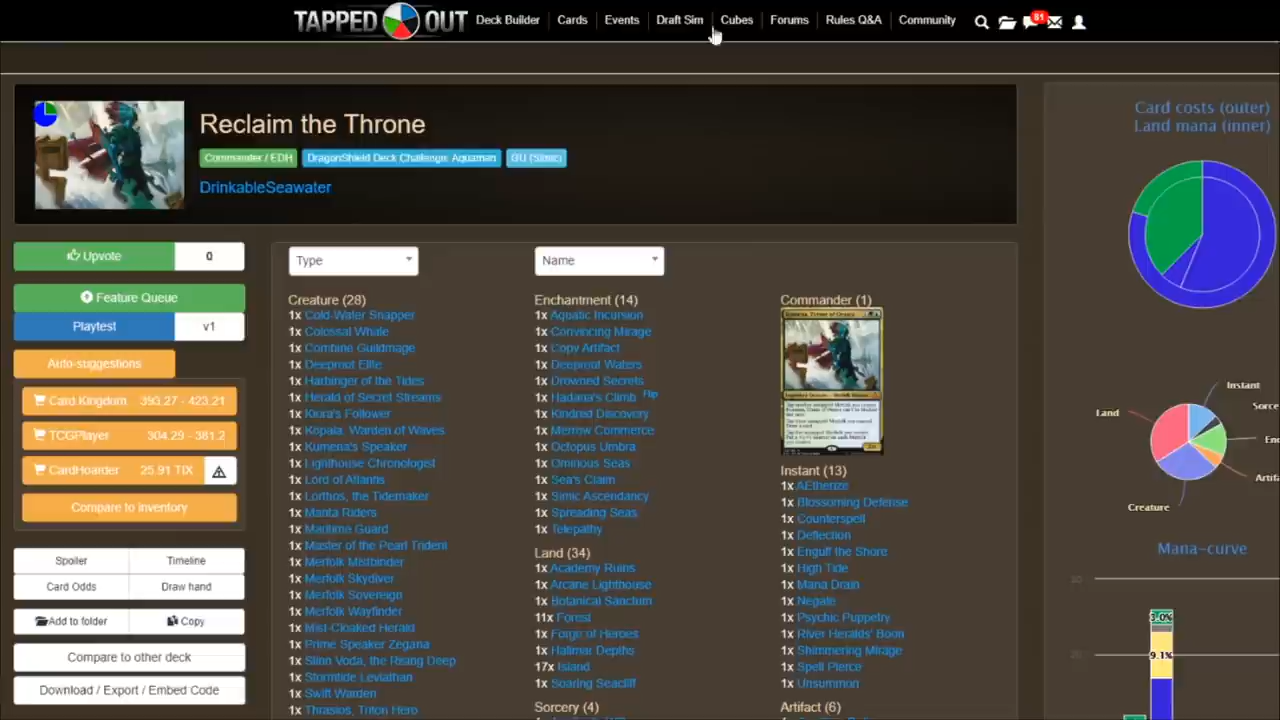 TAPPED OUT
Deck Builder Cards Events Draft Sim Cubes Forums Rules Q&A Community 81
Reclaim the Throne
Commander / EDH DragonShield Deck Challenge: Aquaman GU (Simic)
DrinkableSeawater
Upvote 0
Feature Queue
Playtest v1
Auto-suggestions
Card Kingdom 393.27 - 423.21
TCGPlayer 304.29 - 381.2
CardHoarder 25.91 TIX
Compare to inventory
Spoiler Timeline
Card Odds Draw hand
Add to folder Copy
Compare to other deck
Download / Export / Embed Code
Type
Name
Creature (28)
1x Cold-Water Snapper
1x Colossal Whale
1x Combine Guildmage
1x Deeproot Elite
1x Harbinger of the Tides
1x Herald of Secret Streams
1x Kiora's Follower
1x Kopala, Warden of Waves
1x Kumena's Speaker
1x Lighthouse Chronologist
1x Lord of Atlantis
1x Lorthos, the Tidemaker
1x Manta Riders
1x Maritime Guard
1x Master of the Pearl Trident
1x Merfolk Mistbinder
1x Merfolk Skydiver
1x Merfolk Sovereign
1x Merfolk Wayfinder
1x Mist-Cloaked Herald
1x Prime Speaker Zegana
1x Slinn Voda, the Rising Deep
1x Stormtide Leviathan
1x Swift Warden
1x Thrasios, Triton Hero
Enchantment (14)
1x Aquatic Incursion
1x Convincing Mirage
1x Copy Artifact
1x Deeproot Waters
1x Drowned Secrets
1x Hadana's Climb Flip
1x Kindred Discovery
1x Merrow Commerce
1x Octopus Umbra
1x Ominous Seas
1x Sea's Claim
1x Simic Ascendancy
1x Spreading Seas
1x Telepathy
Land (34)
1x Academy Ruins
1x Arcane Lighthouse
1x Botanical Sanctum
11x Forest
1x Forge of Heroes
1x Halimar Depths
17x Island
1x Soaring Seacliff
Sorcery (4)
Commander (1)
Instant (13)
1x AEtherize
1x Blossoming Defense
1x Counterspell
1x Deflection
1x Engulf the Shore
1x High Tide
1x Mana Drain
1x Negate
1x Psychic Puppetry
1x River Heralds' Boon
1x Shimmering Mirage
1x Spell Pierce
1x Unsummon
Artifact (6)
Card costs (outer)
Land mana (inner)
Instant
Sorce
Land
En
Artifa
Creature
Mana-curve
3.0%
9.1%